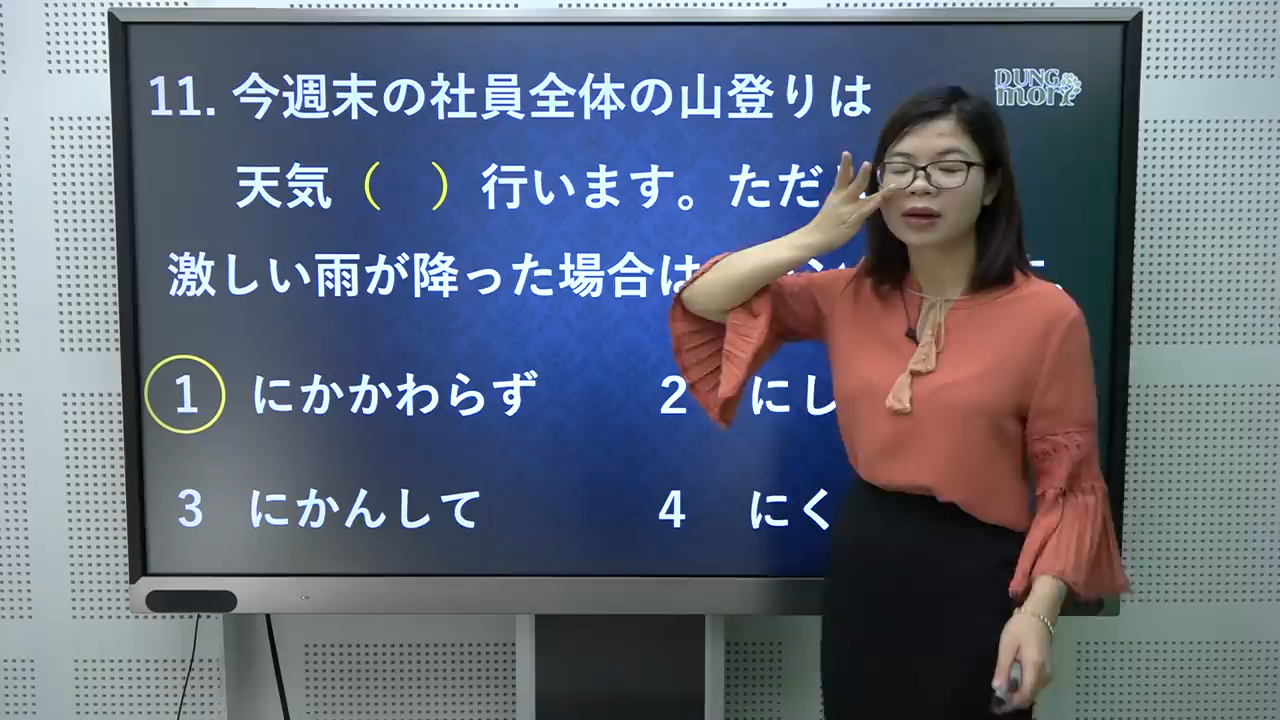 DUNG
mori
11. 今週末の社員全体の山登りは
天気（　）行います。ただ
激しい雨が降った場合は
1 にかかわらず 2 にし
3 にかんして 4 にく